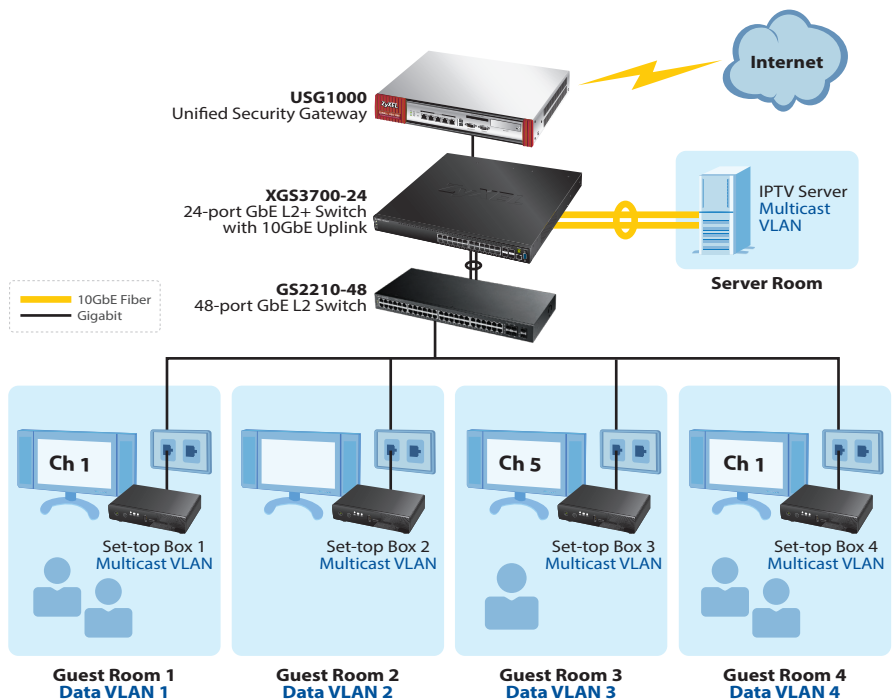 Internet
USG1000
Unified Security Gateway
ZyXEL
XGS3700-24
24-port GbE L2+ Switch
with 10GbE Uplink
ZyXEL
IPTV Server
Multicast
VLAN
Server Room
GS2210-48
48-port GbE L2 Switch
10GbE Fiber
Gigabit
Ch 1
Set-top Box 1
Multicast VLAN
Guest Room 1
Data VLAN 1
Set-top Box 2
Multicast VLAN
Guest Room 2
Data VLAN 2
Ch 5
Set-top Box 3
Multicast VLAN
Guest Room 3
Data VLAN 3
Ch 1
Set-top Box 4
Multicast VLAN
Guest Room 4
Data VLAN 4